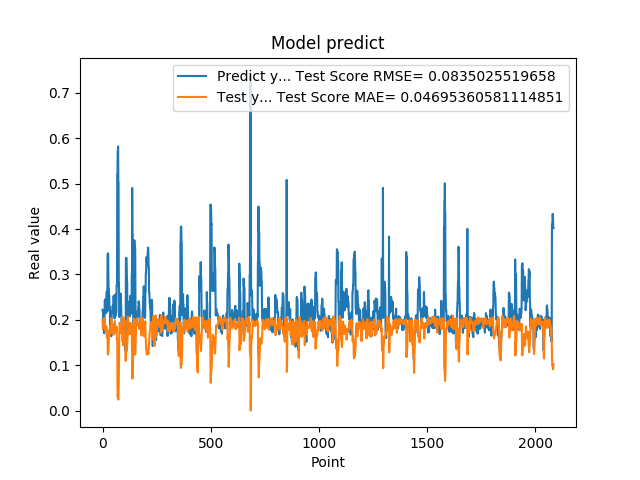 Model predict
Predict y... Test Score RMSE= 0.0835025519658
Test y... Test Score MAE= 0.04695360581114851
Real value
0.7
0.6
0.5
0.4
0.3
0.2
0.1
0.0
0 500 1000 1500 2000
Point